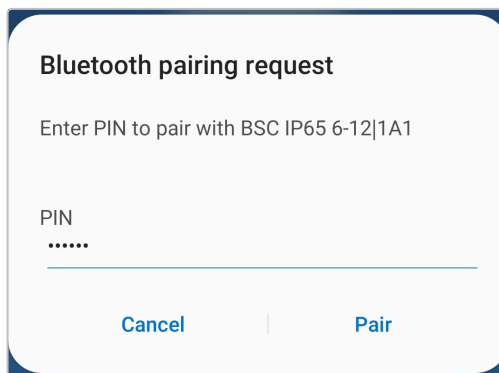 Bluetooth pairing request
Enter PIN to pair with BSC IP65 6-12|1A1
PIN
••••••
Cancel Pair